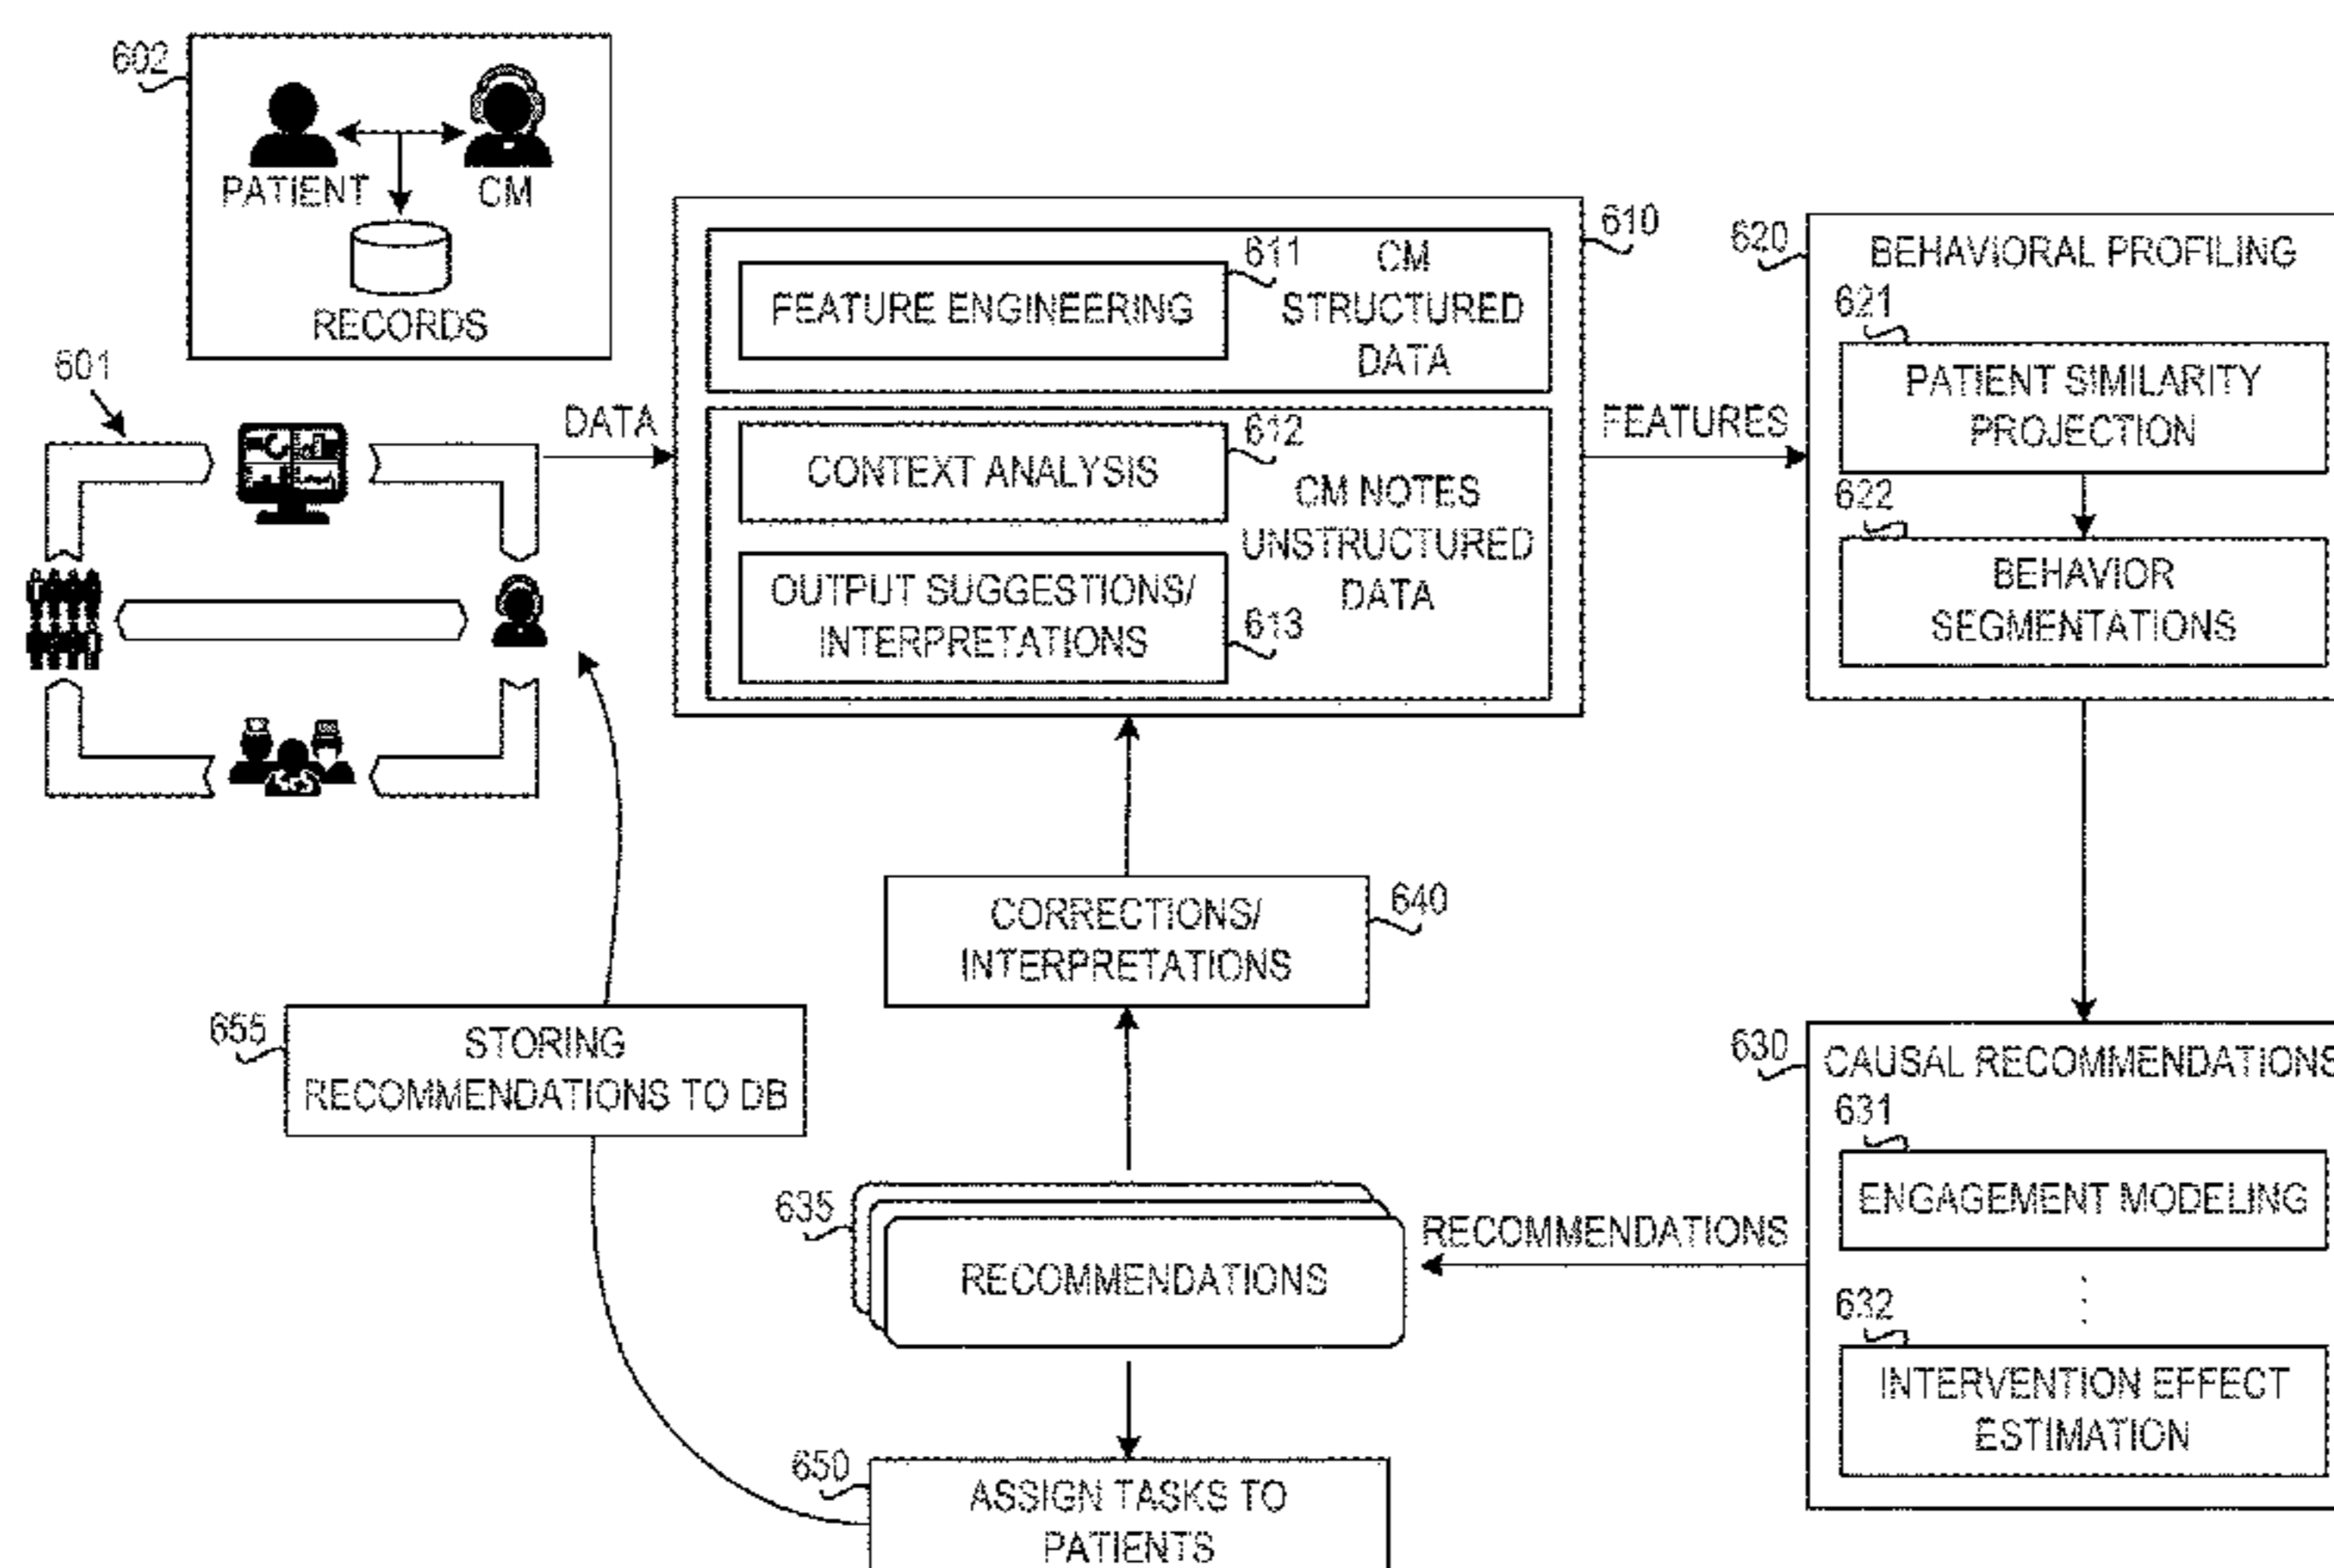 602
PATIENT
CM
RECORDS
601
DATA
610
611
FEATURE ENGINEERING
CM
STRUCTURED
DATA
612
CONTEXT ANALYSIS
CM NOTES
UNSTRUCTURED
DATA
OUTPUT SUGGESTIONS/
INTERPRETATIONS
613
FEATURES
620
BEHAVIORAL PROFILING
621
PATIENT SIMILARITY
PROJECTION
622
BEHAVIOR
SEGMENTATIONS
640
CORRECTIONS/
INTERPRETATIONS
655
STORING
RECOMMENDATIONS TO DB
630
CAUSAL RECOMMENDATIONS
631
ENGAGEMENT MODELING
632
INTERVENTION EFFECT
ESTIMATION
RECOMMENDATIONS
635
RECOMMENDATIONS
650
ASSIGN TASKS TO
PATIENTS